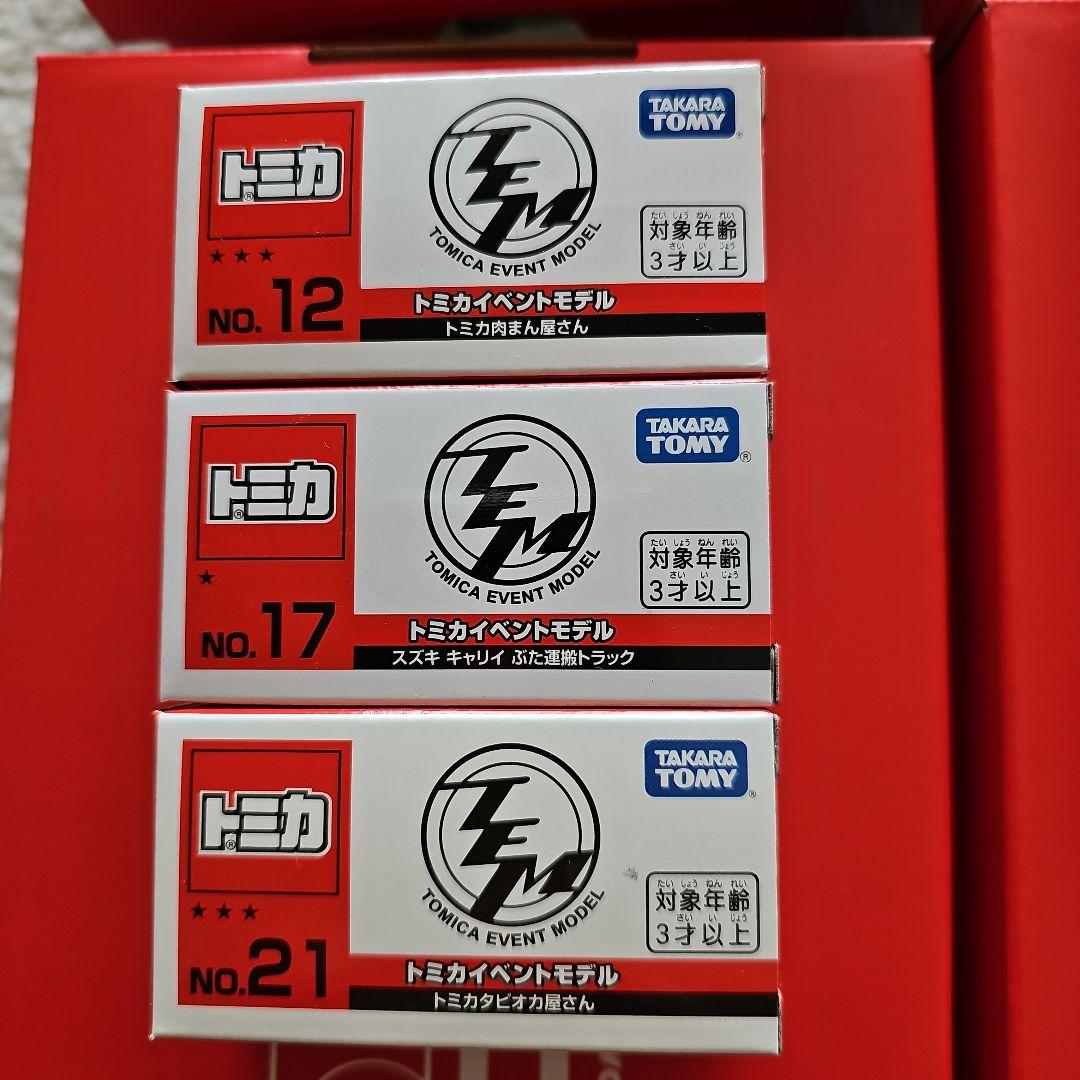 トミカ®
TAKARA
TOMY®
TEM
TOMICA EVENT MODEL
たい しょう ねん れい
対象年齢
さい い じょう
3才以上
★★★
NO. 12
トミカイベントモデル
トミカ肉まん屋さん
トミカ®
TAKARA
TOMY®
TEM
TOMICA EVENT MODEL
たい しょう ねん れい
対象年齢
さい い じょう
3才以上
★
NO. 17
トミカイベントモデル
スズキ キャリイ ぶた運搬トラック
トミカ®
TAKARA
TOMY®
TEM
TOMICA EVENT MODEL
たい しょう ねん れい
対象年齢
さい い じょう
3才以上
★★★
NO. 21
トミカイベントモデル
トミカタピオカ屋さん